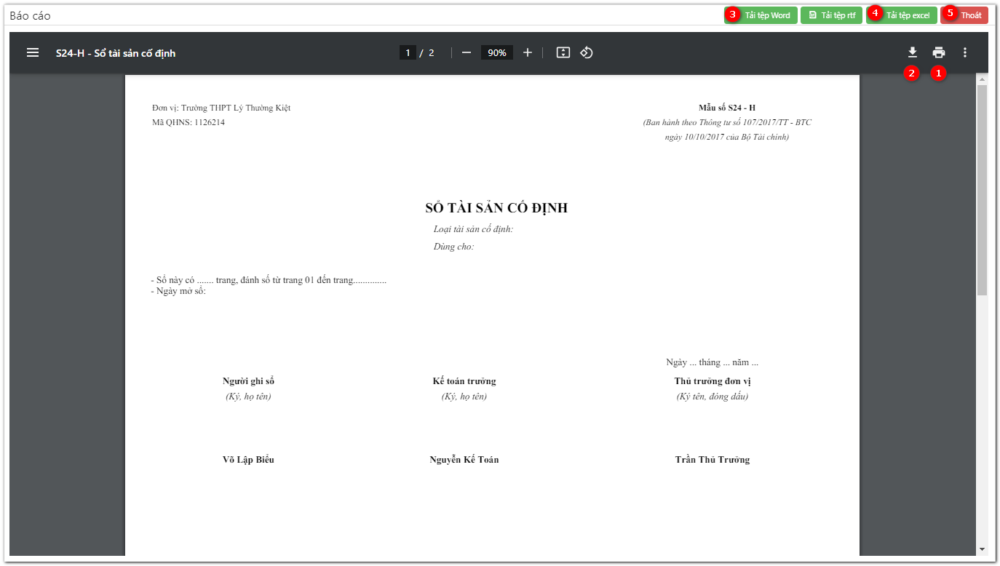 Báo cáo
3 Tải tệp Word Tải tệp rtf 4 Tải tệp excel 5 Thoát
S24-H - Sổ tài sản cố định 1 / 2 90%
2 1
Đơn vị: Trường THPT Lý Thường Kiệt Mẫu số S24 - H
Mã QHNS: 1126214 (Ban hành theo Thông tư số 107/2017/TT - BTC
ngày 10/10/2017 của Bộ Tài chính)
SỔ TÀI SẢN CỐ ĐỊNH
Loại tài sản cố định:
Dùng cho:
- Sổ này có ....... trang, đánh số từ trang 01 đến trang..............
- Ngày mở sổ:
Ngày ... tháng ... năm ...
Người ghi sổ Kế toán trưởng Thủ trưởng đơn vị
(Ký, họ tên) (Ký, họ tên) (Ký tên, đóng dấu)
Võ Lập Biểu Nguyễn Kế Toán Trần Thủ Trưởng